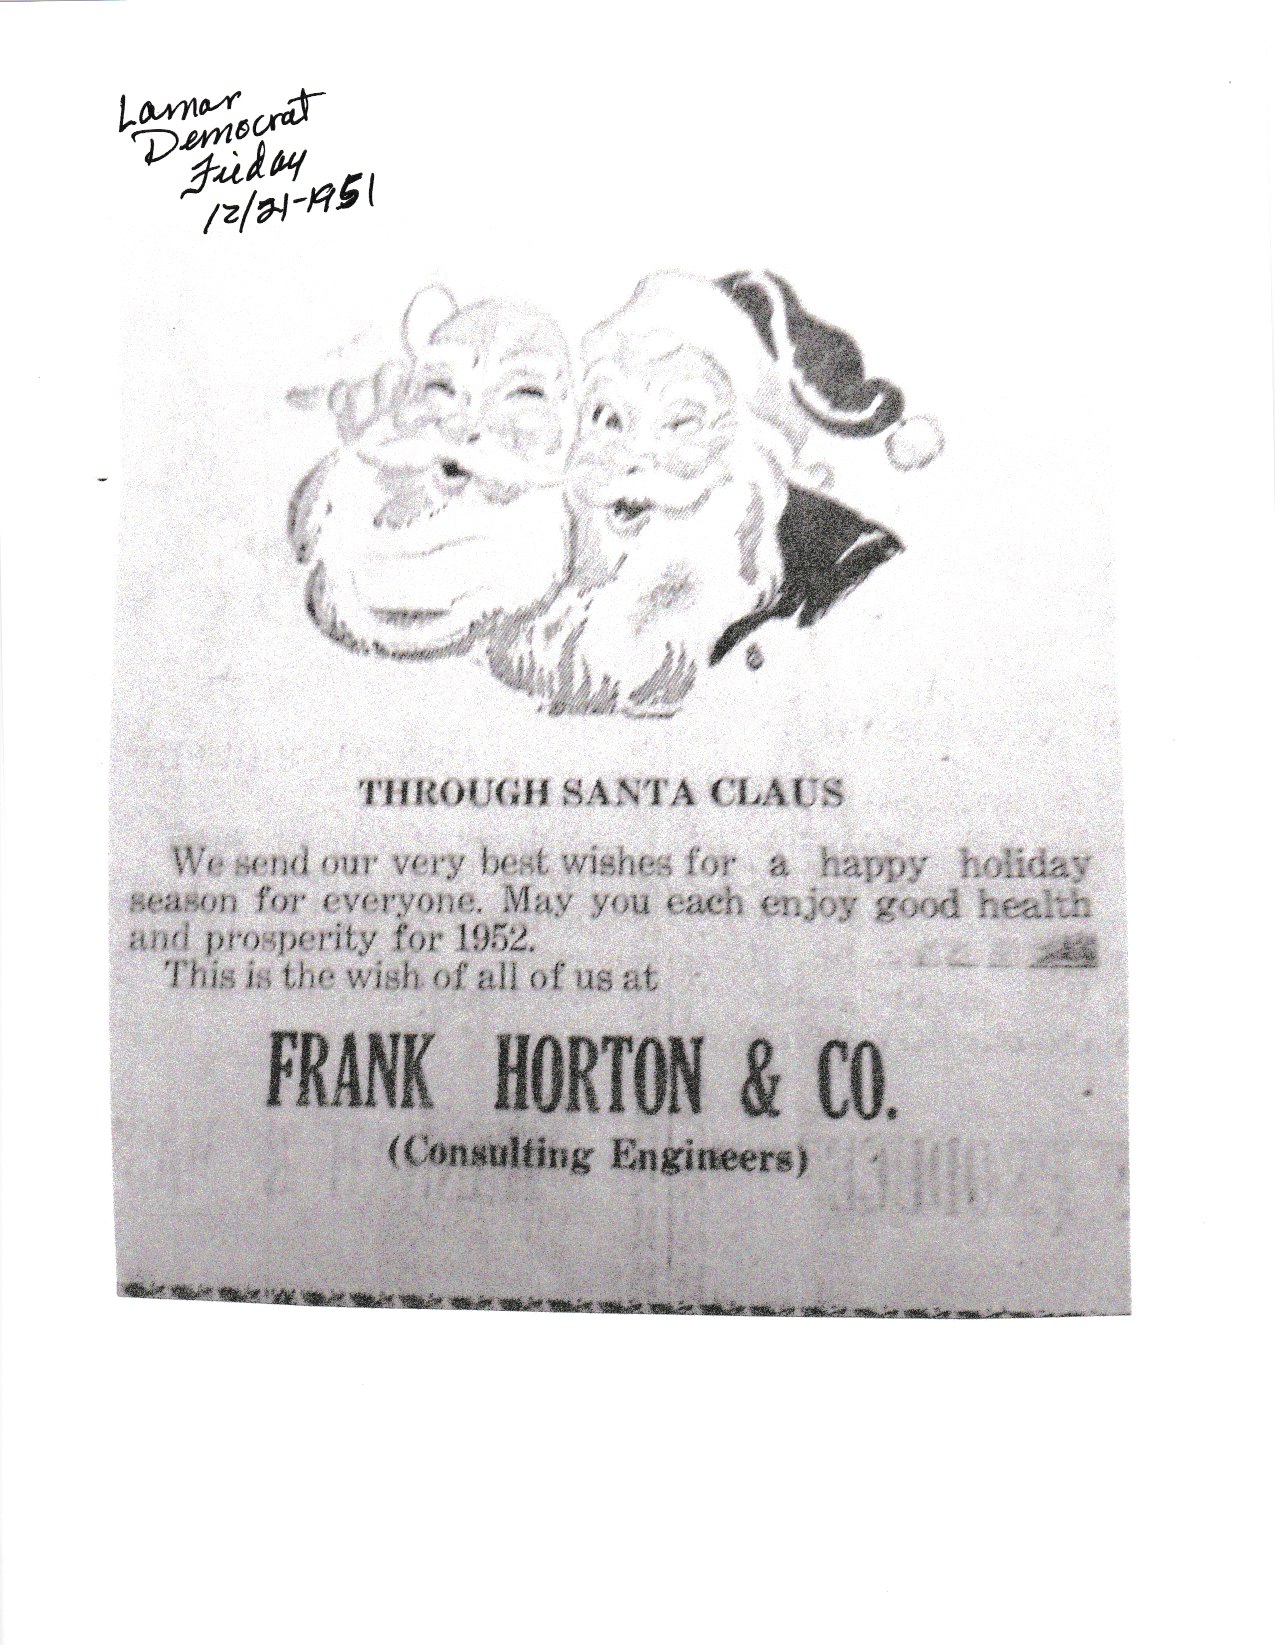 Lamar
Democrat
Friday
12/21-1951
THROUGH SANTA CLAUS
We send our very best wishes for a happy holiday
season for everyone. May you each enjoy good health
and prosperity for 1952.
This is the wish of all of us at
FRANK HORTON & CO.
(Consulting Engineers)